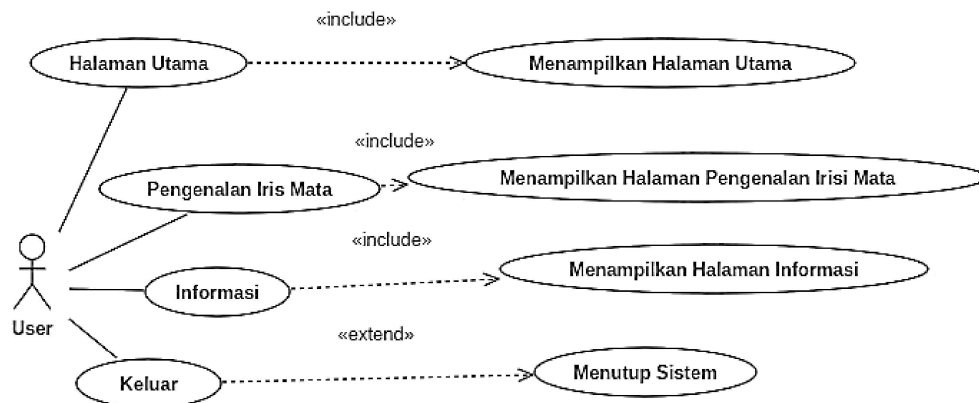 «include»
Halaman Utama
Menampilkan Halaman Utama
«include»
Pengenalan Iris Mata
Menampilkan Halaman Pengenalan Irisi Mata
«include»
Informasi
Menampilkan Halaman Informasi
User
«extend»
Keluar
Menutup Sistem